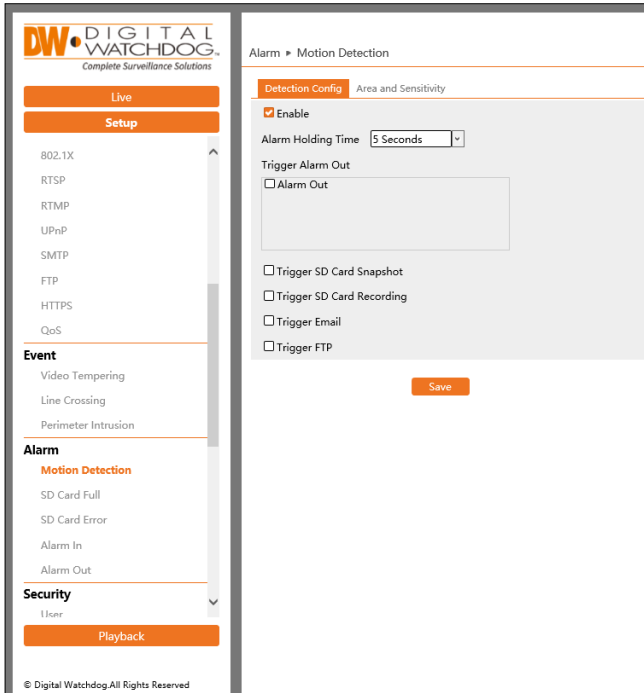 DW DIGITAL
WATCHDOG™
Complete Surveillance Solutions
Live
Setup
802.1X
RTSP
RTMP
UPnP
SMTP
FTP
HTTPS
QoS
Event
Video Tempering
Line Crossing
Perimeter Intrusion
Alarm
Motion Detection
SD Card Full
SD Card Error
Alarm In
Alarm Out
Security
User
Playback
© Digital Watchdog.All Rights Reserved
Alarm ▸ Motion Detection
Detection Config Area and Sensitivity
Enable
Alarm Holding Time 5 Seconds
Trigger Alarm Out
Alarm Out
Trigger SD Card Snapshot
Trigger SD Card Recording
Trigger Email
Trigger FTP
Save